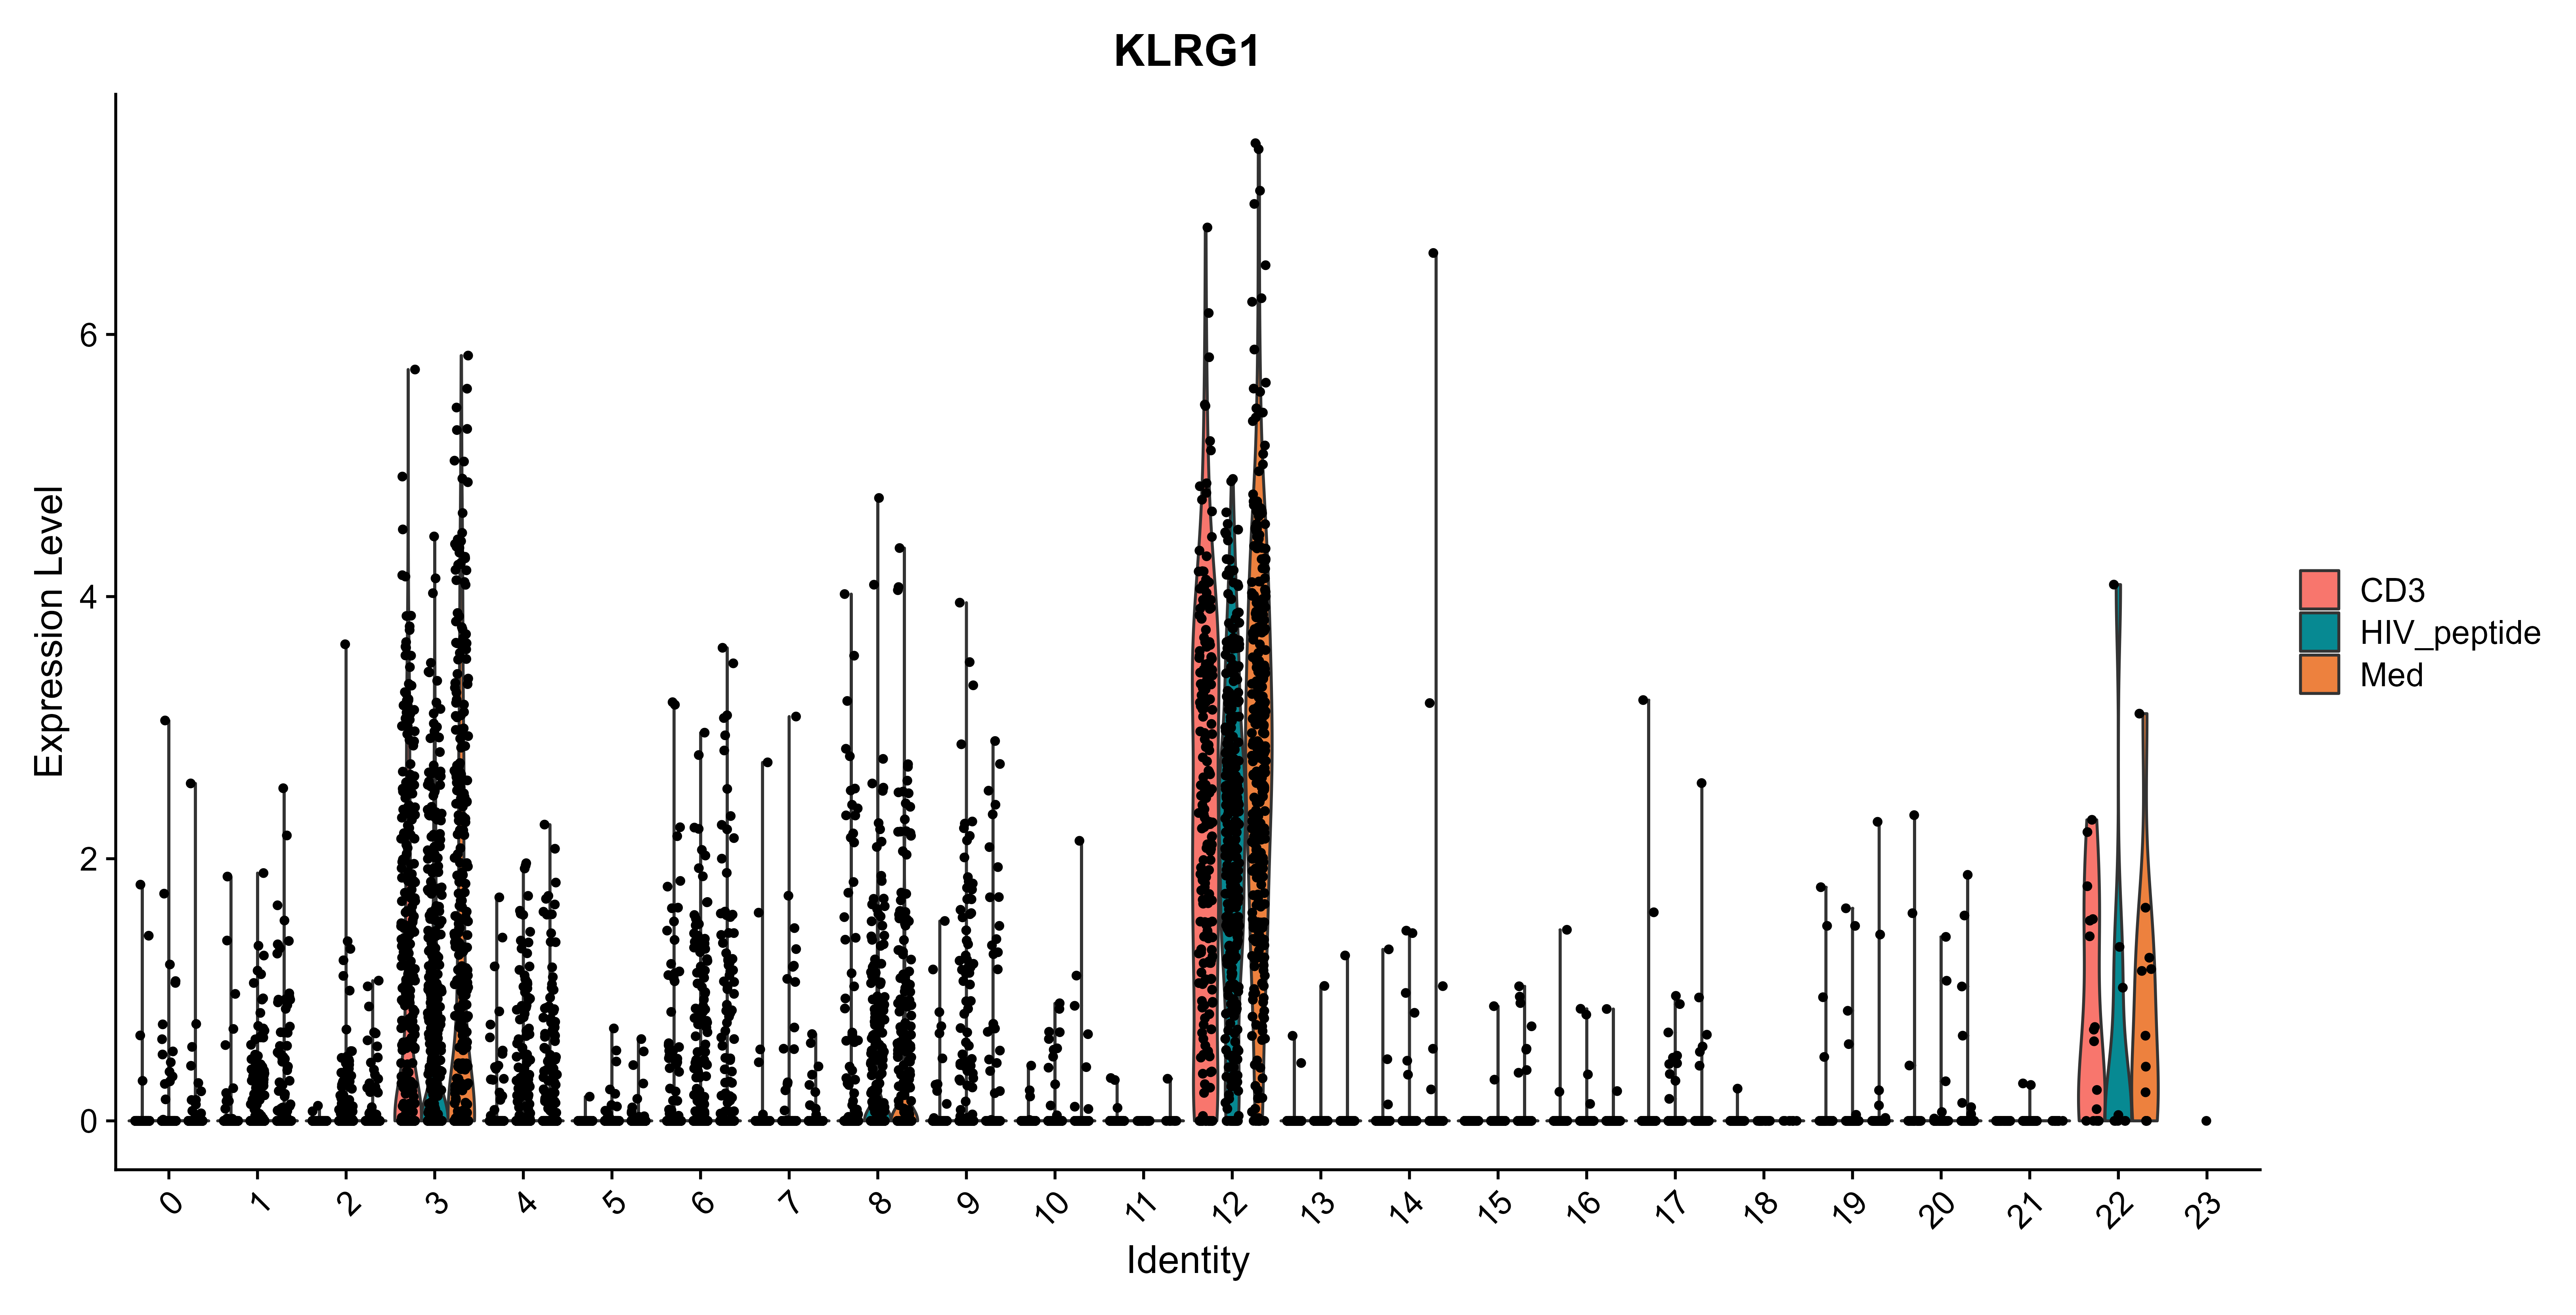 KLRG1
Expression Level
6
4
2
0
0 1 2 3 4 5 6 7 8 9 10 11 12 13 14 15 16 17 18 19 20 21 22 23
Identity
CD3
HIV_peptide
Med